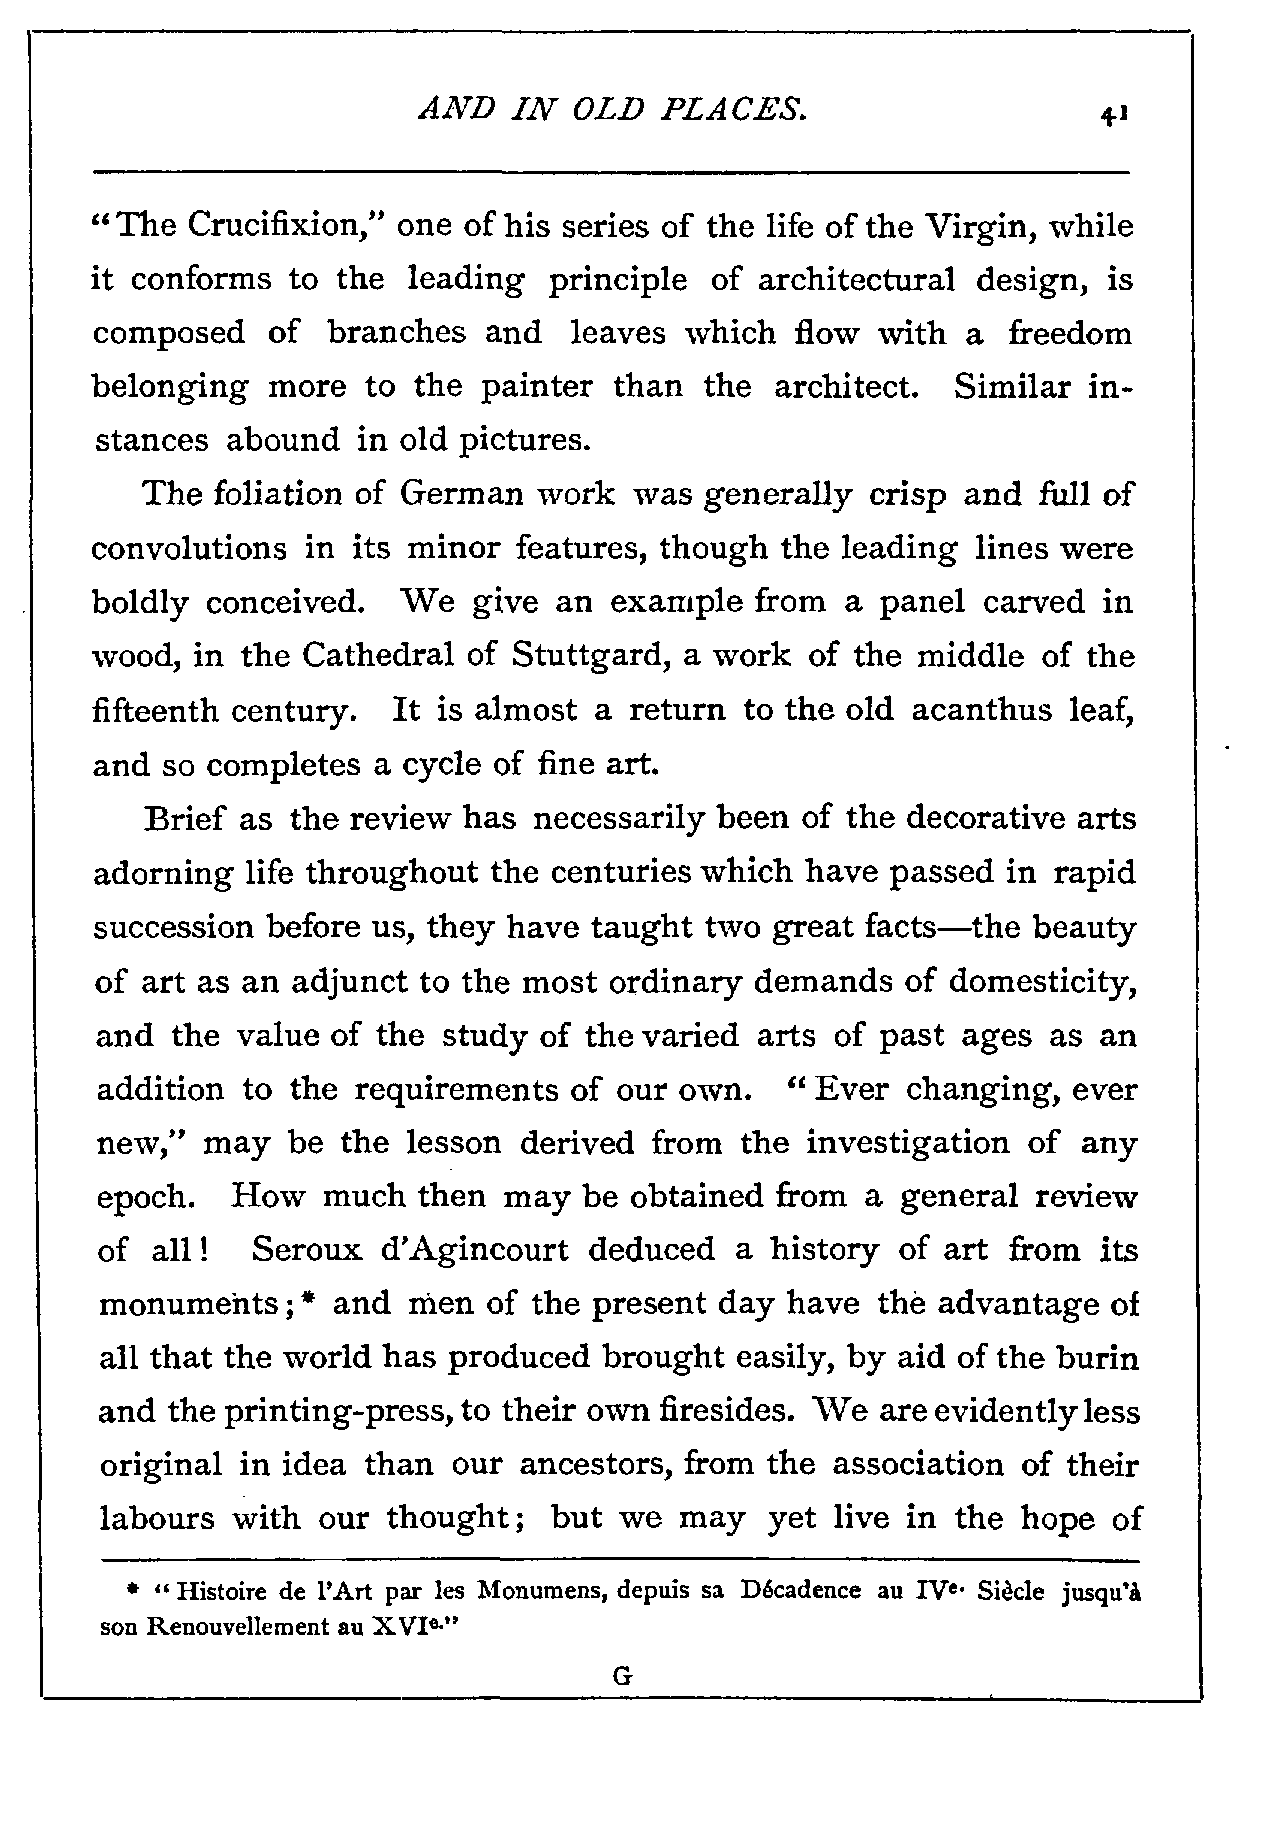 AND IN OLD PLACES. 41
“The Crucifixion,” one of his series of the life of the Virgin, while
it conforms to the leading principle of architectural design, is
composed of branches and leaves which flow with a freedom
belonging more to the painter than the architect. Similar in-
stances abound in old pictures.
The foliation of German work was generally crisp and full of
convolutions in its minor features, though the leading lines were
boldly conceived. We give an example from a panel carved in
wood, in the Cathedral of Stuttgard, a work of the middle of the
fifteenth century. It is almost a return to the old acanthus leaf,
and so completes a cycle of fine art.
Brief as the review has necessarily been of the decorative arts
adorning life throughout the centuries which have passed in rapid
succession before us, they have taught two great facts—the beauty
of art as an adjunct to the most ordinary demands of domesticity,
and the value of the study of the varied arts of past ages as an
addition to the requirements of our own. “Ever changing, ever
new,” may be the lesson derived from the investigation of any
epoch. How much then may be obtained from a general review
of all! Seroux d'Agincourt deduced a history of art from its
monuments;* and men of the present day have the advantage of
all that the world has produced brought easily, by aid of the burin
and the printing-press, to their own firesides. We are evidently less
original in idea than our ancestors, from the association of their
labours with our thought; but we may yet live in the hope of
* “Histoire de l'Art par les Monumens, depuis sa Décadence au IVe. Siècle jusqu'à
son Renouvellement au XVIe.”
G